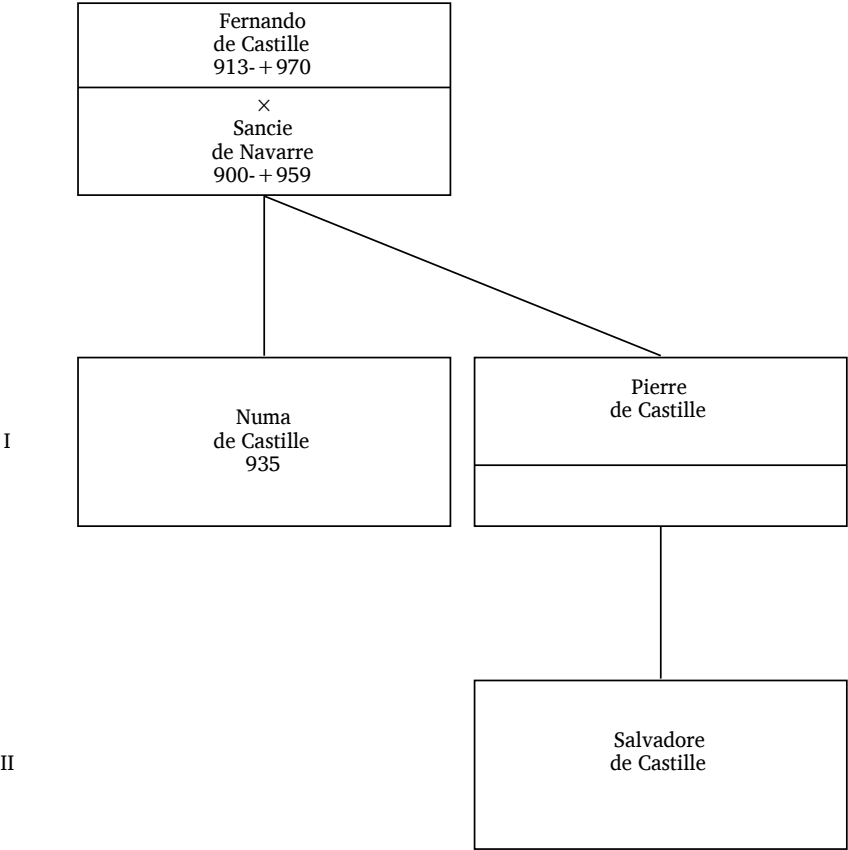 Fernando
de Castille
913-+970
×
Sancie
de Navarre
900-+959
I
Numa
de Castille
935
Pierre
de Castille
II
Salvadore
de Castille